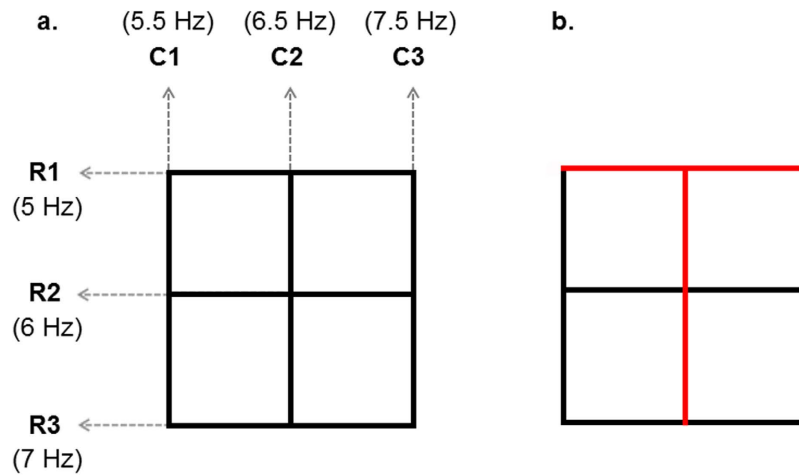 a.
(5.5 Hz) (6.5 Hz) (7.5 Hz)
C1 C2 C3
b.
R1
(5 Hz)
R2
(6 Hz)
R3
(7 Hz)